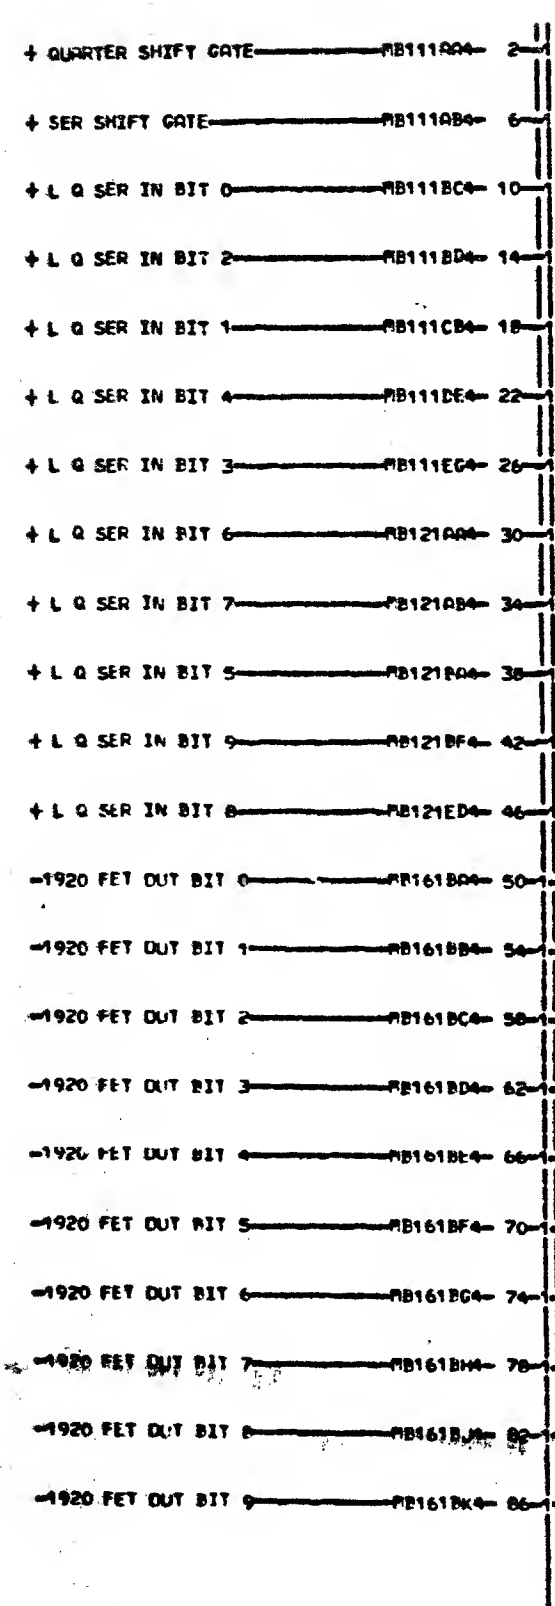 + QUARTER SHIFT GATE MB111AA4 2
+ SER SHIFT GATE MB111AB4 6
+ L Q SER IN BIT 0 MB111BC4 10
+ L Q SER IN BIT 2 MB111BD4 14
+ L Q SER IN BIT 1 MB111CB4 18
+ L Q SER IN BIT 4 MB111DE4 22
+ L Q SER IN BIT 3 MB111EG4 26
+ L Q SER IN BIT 6 MB121AA4 30
+ L Q SER IN BIT 7 MB121AB4 34
+ L Q SER IN BIT 5 MB121BA4 38
+ L Q SER IN BIT 9 MB121BF4 42
+ L Q SER IN BIT 8 MB121ED4 46
-1920 FET OUT BIT 0 MB161BA4 50
-1920 FET OUT BIT 1 MB161BB4 54
-1920 FET OUT BIT 2 MB161BC4 58
-1920 FET OUT BIT 3 MB161BD4 62
-1920 FET OUT BIT 4 MB161BE4 66
-1920 FET OUT BIT 5 MB161BF4 70
-1920 FET OUT BIT 6 MB161BG4 74
-1920 FET OUT BIT 7 MB161BH4 78
-1920 FET OUT BIT 8 MB161BJ4 82
-1920 FET OUT BIT 9 MB161BK4 86